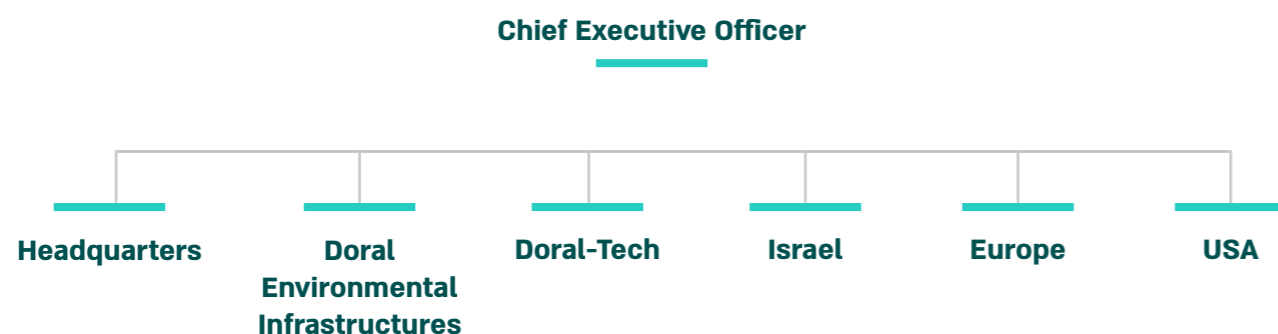 Chief Executive Officer
Headquarters
Doral
Environmental
Infrastructures
Doral-Tech
Israel
Europe
USA